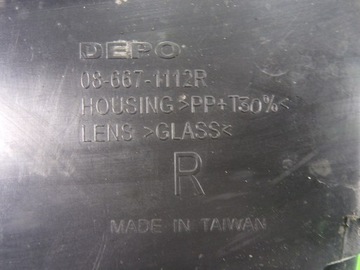 DEPO
08-667-1112R
HOUSING >PP+T30%<
LENS >GLASS<
R
MADE IN TAIWAN